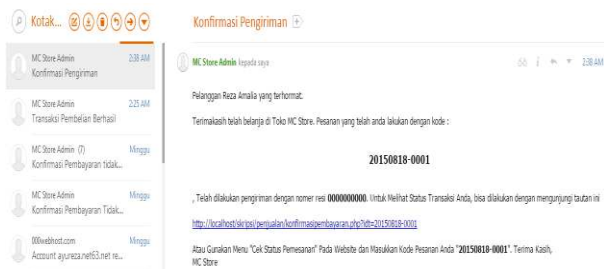 Kotak...
MC Store Admin 2:38 AM
Konfirmasi Pengiriman
MC Store Admin 2:25 AM
Transaksi Pembelian Berhasil
MC Store Admin (7) Minggu
Konfirmasi Pembayaran tidak...
MC Store Admin Minggu
Konfirmasi Pembayaran Tidak...
000webhost.com Minggu
Account ayureza.net63.net re...
Konfirmasi Pengiriman
MC Store Admin kepada saya 2:38 AM
Pelanggan Reza Amalia yang terhormat.
Terimakasih telah belanja di Toko MC Store. Pesanan yang telah anda lakukan dengan kode :
20150818-0001
, Telah dilakukan pengiriman dengan nomor resi 0000000000. Untuk Melihat Status Transaksi Anda, bisa dilakukan dengan mengunjungi tautan ini
http://localhost/skripsi/penjualan/konfirmasipembayaran.php?idt=20150818-0001
Atau Gunakan Menu "Cek Status Pemesanan" Pada Website dan Masukkan Kode Pesanan Anda "20150818-0001". Terima Kasih,
MC Store